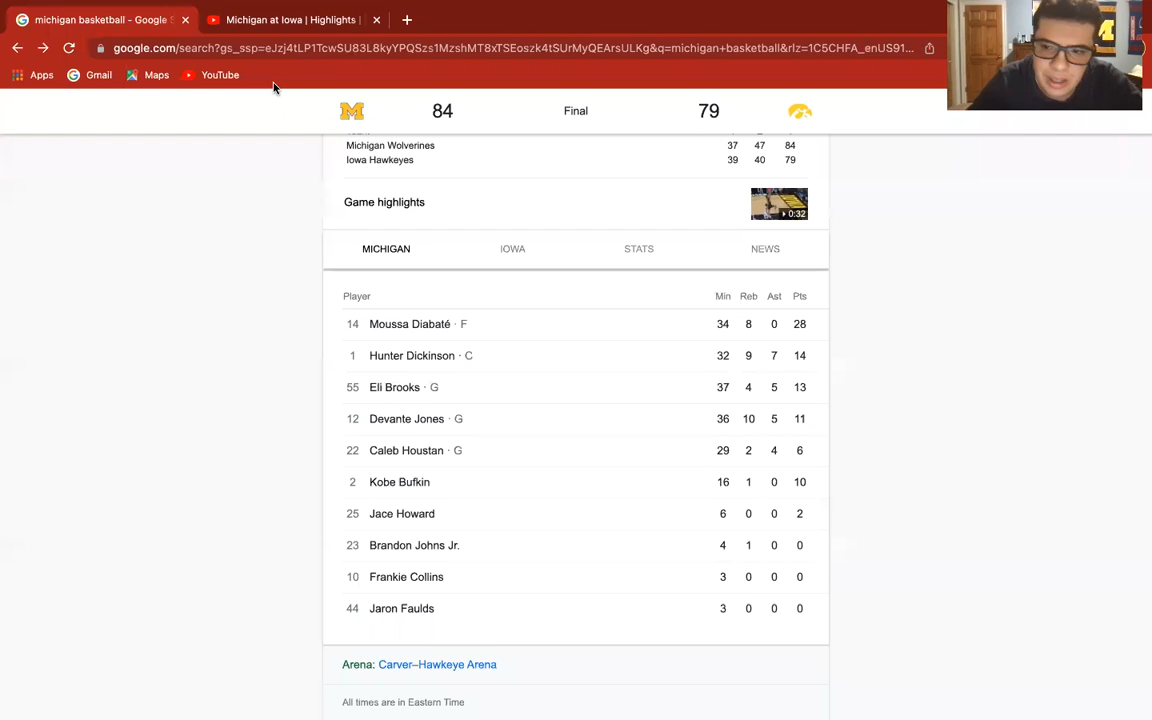 michigan basketball - Google S
Michigan at Iowa | Highlights |
google.com/search?gs_ssp=eJzj4tLP1TcwSU83L8kyYPQSzs1MzshMT8xTSEoszk4tSUrMyQEArsULKg&q=michigan+basketball&rlz=1C5CHFA_enUS91...
Apps Gmail Maps YouTube
M 84 Final 79
Michigan Wolverines 37 47 84
Iowa Hawkeyes 39 40 79
Game highlights 0:32
MICHIGAN IOWA STATS NEWS
Player Min Reb Ast Pts
14 Moussa Diabaté · F 34 8 0 28
1 Hunter Dickinson · C 32 9 7 14
55 Eli Brooks · G 37 4 5 13
12 Devante Jones · G 36 10 5 11
22 Caleb Houstan · G 29 2 4 6
2 Kobe Bufkin 16 1 0 10
25 Jace Howard 6 0 0 2
23 Brandon Johns Jr. 4 1 0 0
10 Frankie Collins 3 0 0 0
44 Jaron Faulds 3 0 0 0
Arena: Carver–Hawkeye Arena
All times are in Eastern Time